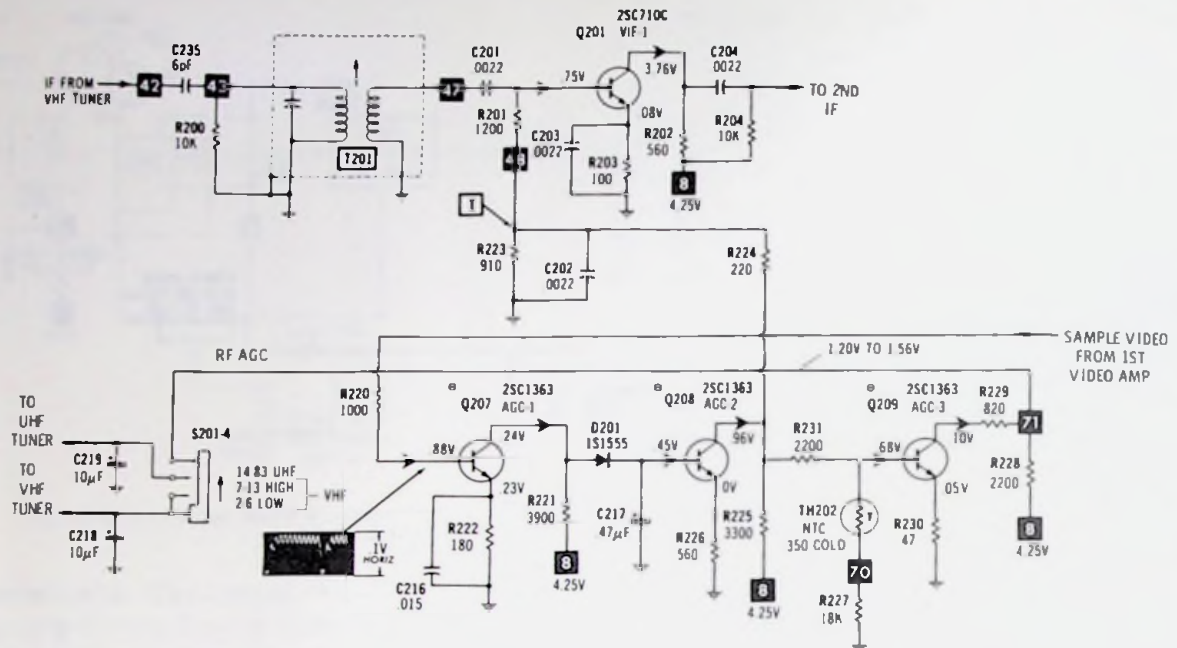 2SC710C
Q201 VIF-1
C235
6pF
IF FROM
VHF TUNER
42
43
R200
10K
T201
C201
.0022
.75V
R201
1200
T
R223
910
C202
.0022
C203
.0022
.08V
R203
100
3.76V
R202
560
8
4.25V
C204
.0022
R204
10K
TO 2ND
IF
R224
220
SAMPLE VIDEO
FROM 1ST
VIDEO AMP
1.20V TO 1.56V
RF AGC
R220
1000
TO
UHF
TUNER
TO
VHF
TUNER
C219
10µF
C218
10µF
S201-4
14-83 UHF
7-13 HIGH
2-6 LOW
VHF
1V
HORIZ
Q207
2SC1363
AGC-1
.88V
.24V
.23V
R222
180
C216
.015
R221
3900
8
4.25V
D201
1S1555
C217
47µF
Q208
2SC1363
AGC-2
.45V
.96V
0V
R226
560
R225
3300
8
4.25V
R231
2200
TH202
NTC
350 COLD
T
70
R227
18K
Q209
2SC1363
AGC-3
.68V
.10V
.05V
R230
47
R229
820
71
R228
2200
8
4.25V